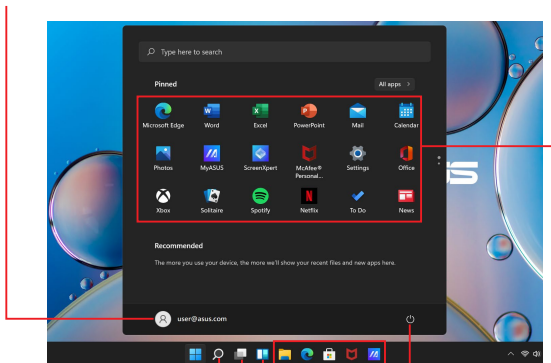 Type here to search
Pinned
All apps >
Microsoft Edge Word Excel PowerPoint Mail Calendar
Photos MyASUS ScreenXpert McAfee® Settings Office
Personal...
Xbox Solitaire Spotify Netflix To Do News
Recommended
The more you use your device, the more we'll show your recent files and new apps here.
user@asus.com